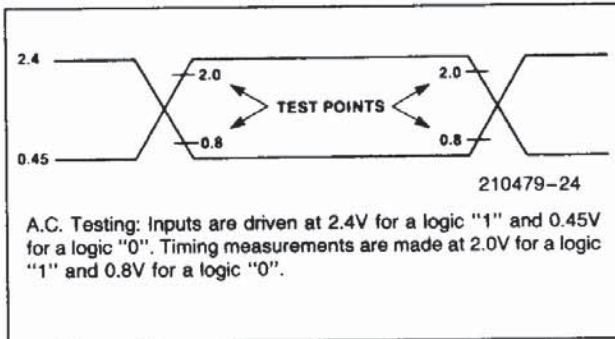 2.4
2.0 2.0
TEST POINTS
0.8 0.8
0.45
210479–24
A.C. Testing: Inputs are driven at 2.4V for a logic "1" and 0.45V
for a logic "0". Timing measurements are made at 2.0V for a logic
"1" and 0.8V for a logic "0".